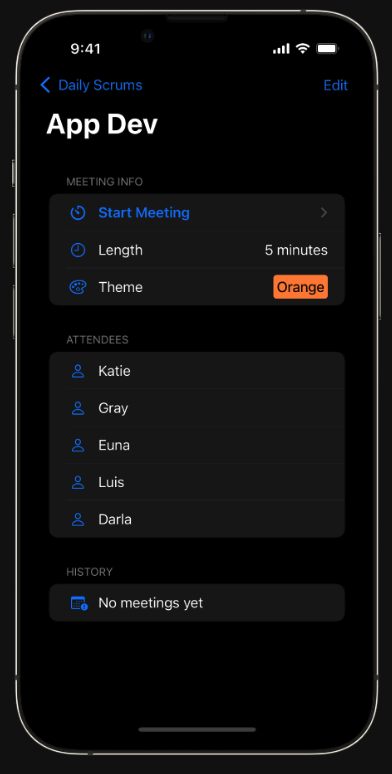 9:41
Daily Scrums
Edit
App Dev
MEETING INFO
Start Meeting
Length 5 minutes
Theme Orange
ATTENDEES
Katie
Gray
Euna
Luis
Darla
HISTORY
No meetings yet